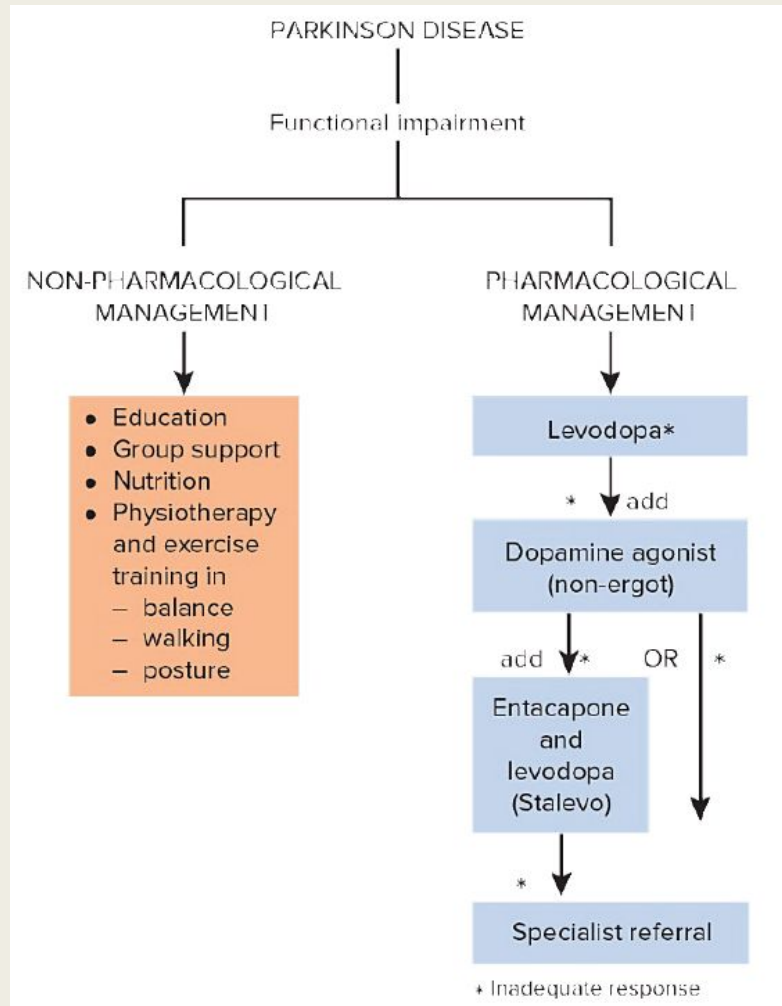 PARKINSON DISEASE
Functional impairment
NON-PHARMACOLOGICAL
MANAGEMENT
• Education
• Group support
• Nutrition
• Physiotherapy
and exercise
training in
– balance
– walking
– posture
PHARMACOLOGICAL
MANAGEMENT
Levodopa*
* add
Dopamine agonist
(non-ergot)
add * OR *
Entacapone
and
levodopa
(Stalevo)
*
Specialist referral
* Inadequate response